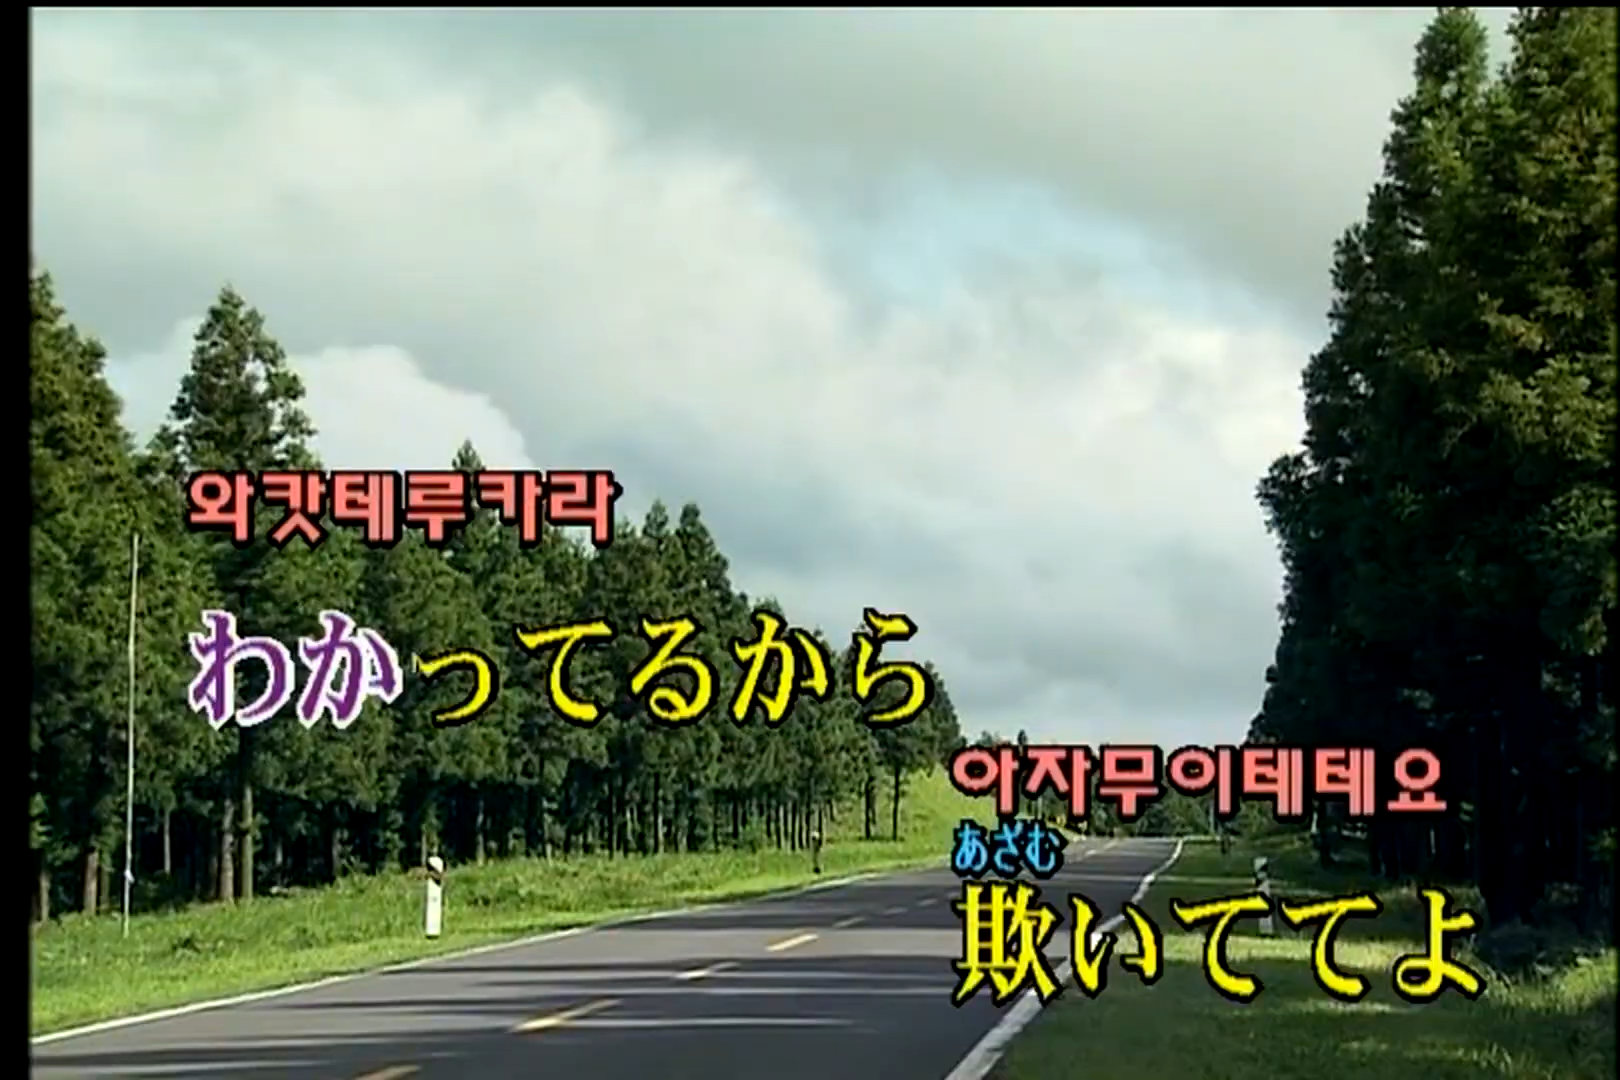 와캇테루카라
わかってるから
아자무이테테요
あざむ
欺いててよ